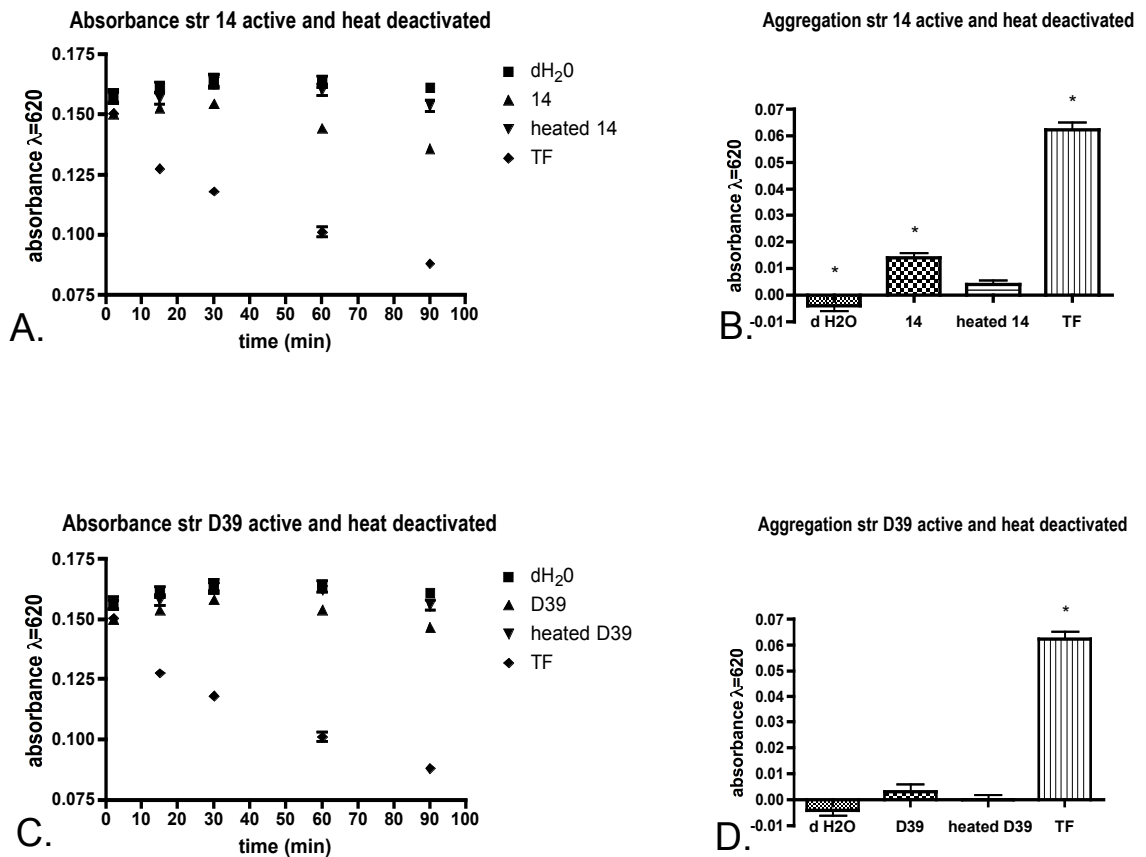 Absorbance str 14 active and heat deactivated
0.175
0.150
0.125
0.100
0.075
absorbance λ=620
0 10 20 30 40 50 60 70 80 90 100
time (min)
dH₂0
14
heated 14
TF
A.
Aggregation str 14 active and heat deactivated
0.07
0.06
0.05
0.04
0.03
0.02
0.01
0.00
-0.01
absorbance λ=620
*
*
*
d H2O 14 heated 14 TF
B.
Absorbance str D39 active and heat deactivated
0.175
0.150
0.125
0.100
0.075
absorbance λ=620
0 10 20 30 40 50 60 70 80 90 100
time (min)
dH₂0
D39
heated D39
TF
C.
Aggregation str D39 active and heat deactivated
0.07
0.06
0.05
0.04
0.03
0.02
0.01
0.00
-0.01
absorbance λ=620
*
d H2O D39 heated D39 TF
D.